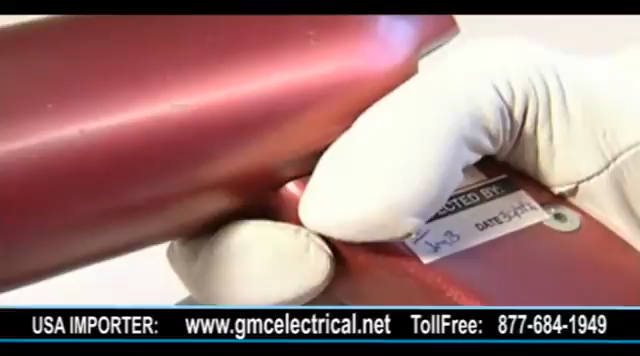 ECTED BY:
DATE
USA IMPORTER: www.gmcelectrical.net TollFree: 877-684-1949